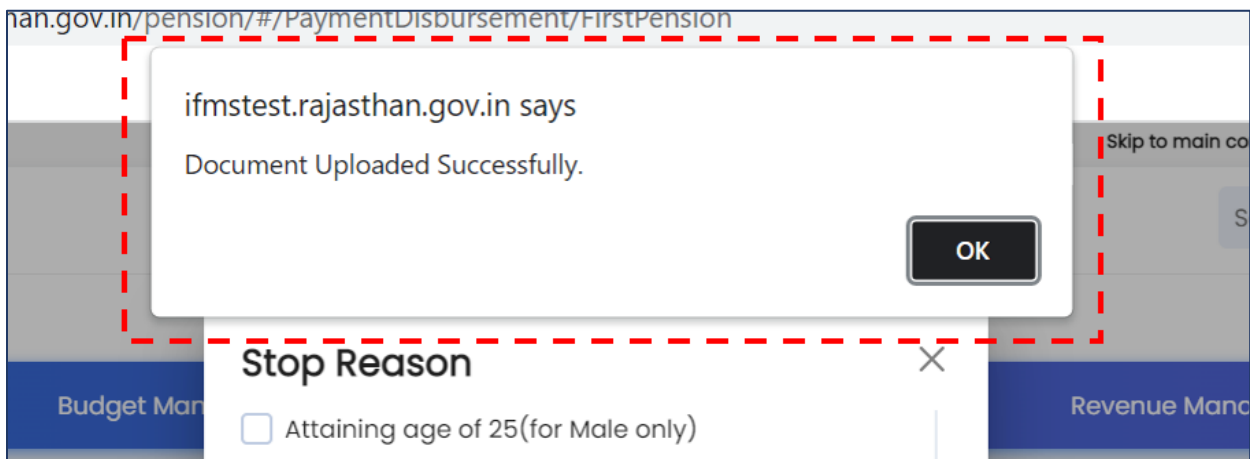 han.gov.in/pension/#/PaymentDisbursement/FirstPension
ifmstest.rajasthan.gov.in says
Skip to main co
Document Uploaded Successfully.
S
OK
Stop Reason
Budget Man
Revenue Mana
Attaining age of 25(for Male only)